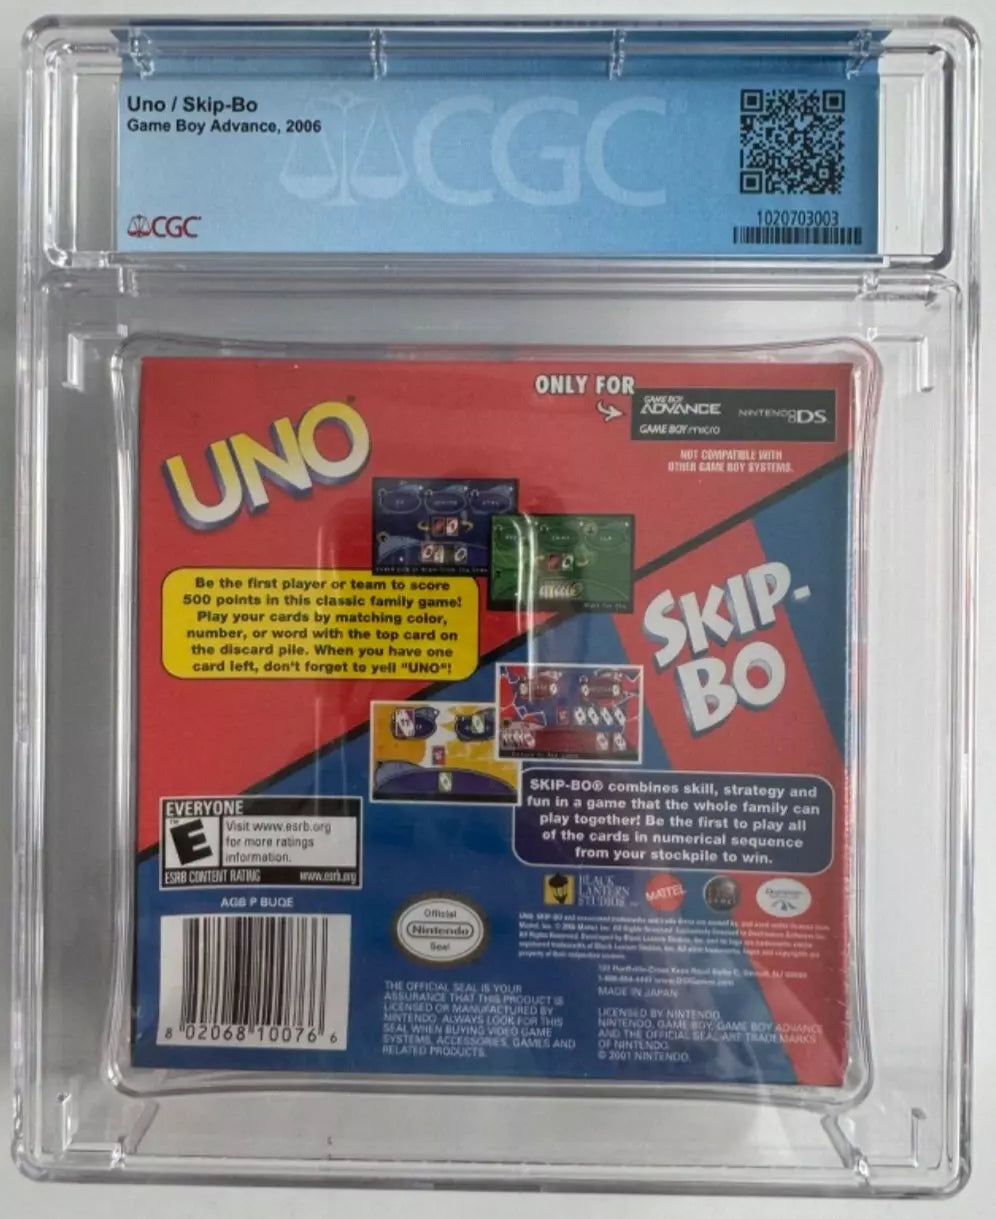 Uno / Skip-Bo
Game Boy Advance, 2006
CGC
CGC
1020703003
ONLY FOR
GAME BOY
ADVANCE
NINTENDO DS
GAME BOY micro
NOT COMPATIBLE WITH
OTHER GAME BOY SYSTEMS.
UNO
Be the first player or team to score
500 points in this classic family game!
Play your cards by matching color,
number, or word with the top card on
the discard pile. When you have one
card left, don't forget to yell "UNO"!
SKIP-
BO
SKIP-BO® combines skill, strategy and
fun in a game that the whole family can
play together! Be the first to play all
of the cards in numerical sequence
from your stockpile to win.
EVERYONE
E
Visit www.esrb.org
for more ratings
information.
ESRB CONTENT RATING www.esrb.org
AGB P BUQE
8 02068 10076 6
Official
Nintendo
Seal
THE OFFICIAL SEAL IS YOUR
ASSURANCE THAT THIS PRODUCT IS
LICENSED OR MANUFACTURED BY
NINTENDO. ALWAYS LOOK FOR THIS
SEAL WHEN BUYING VIDEO GAME
SYSTEMS, ACCESSORIES, GAMES AND
RELATED PRODUCTS.
BLACK
LANTERN
STUDIOS
MATTEL
MADE IN JAPAN
LICENSED BY NINTENDO
NINTENDO, GAME BOY, GAME BOY ADVANCE
AND THE OFFICIAL SEAL ARE TRADEMARKS
OF NINTENDO.
© 2001 NINTENDO.